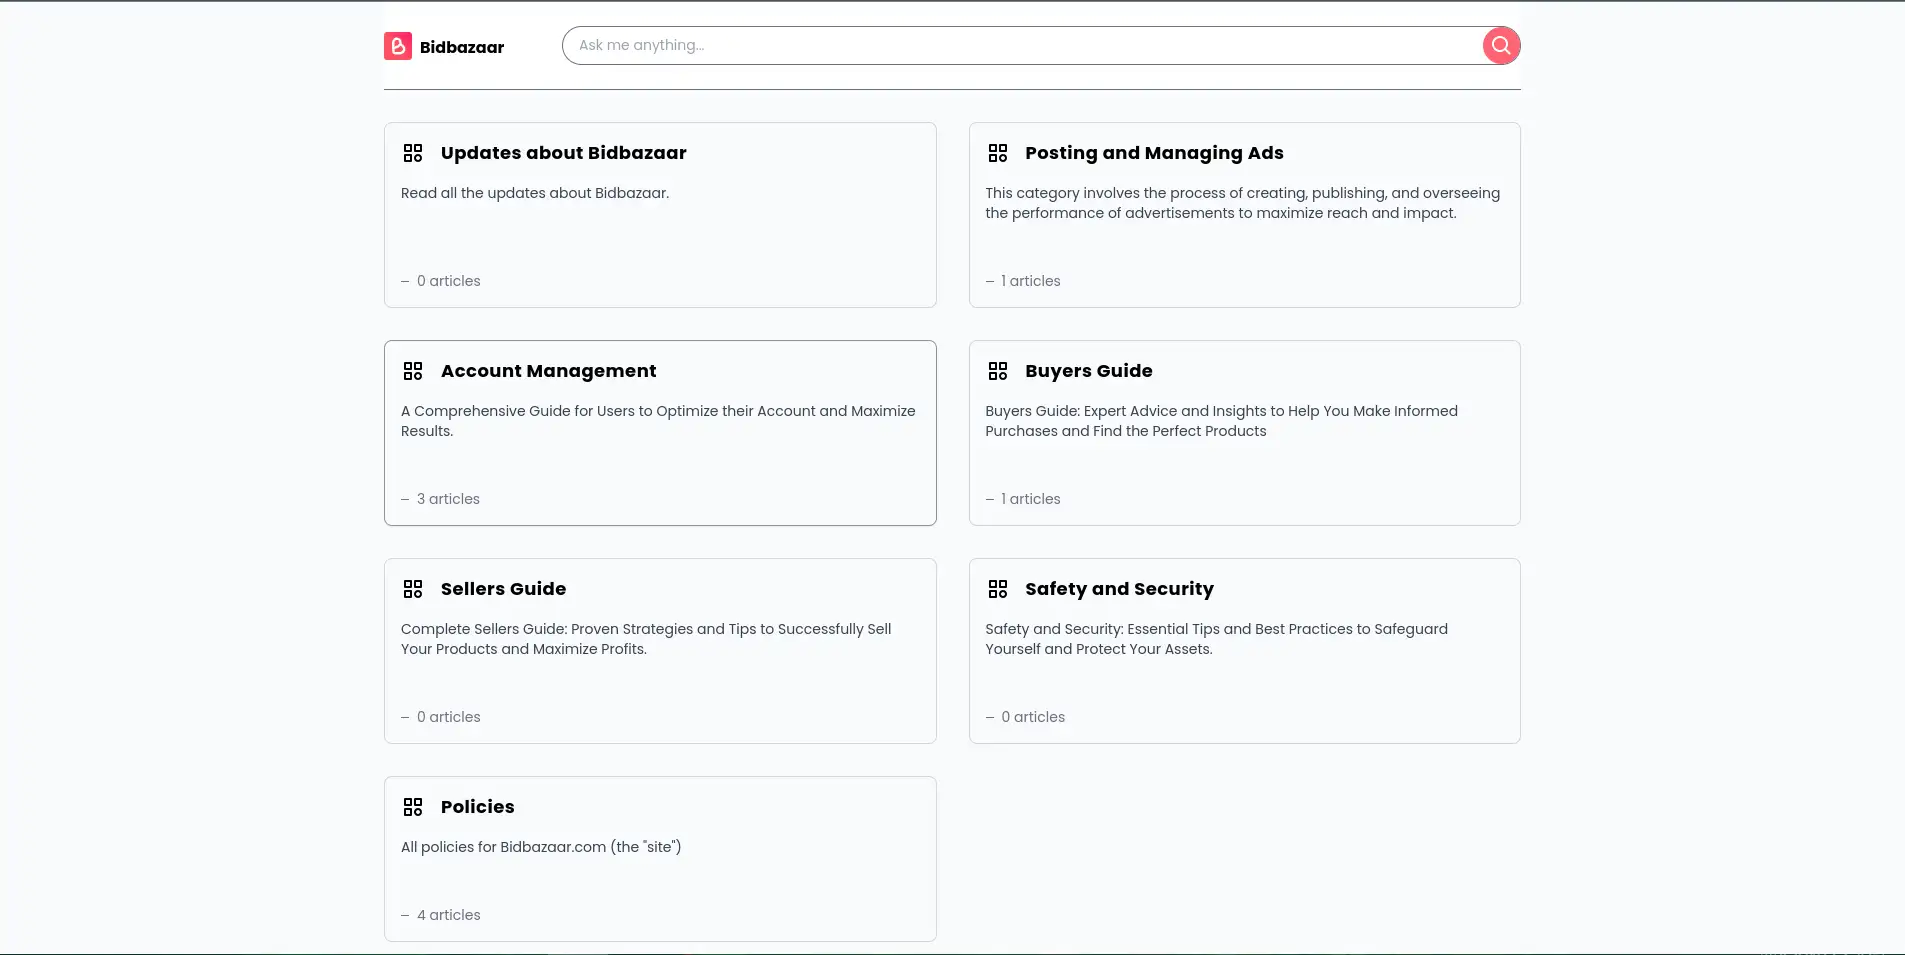 Bidbazaar
Ask me anything...
Updates about Bidbazaar
Read all the updates about Bidbazaar.
– 0 articles
Posting and Managing Ads
This category involves the process of creating, publishing, and overseeing
the performance of advertisements to maximize reach and impact.
– 1 articles
Account Management
A Comprehensive Guide for Users to Optimize their Account and Maximize
Results.
– 3 articles
Buyers Guide
Buyers Guide: Expert Advice and Insights to Help You Make Informed
Purchases and Find the Perfect Products
– 1 articles
Sellers Guide
Complete Sellers Guide: Proven Strategies and Tips to Successfully Sell
Your Products and Maximize Profits.
– 0 articles
Safety and Security
Safety and Security: Essential Tips and Best Practices to Safeguard
Yourself and Protect Your Assets.
– 0 articles
Policies
All policies for Bidbazaar.com (the "site")
– 4 articles